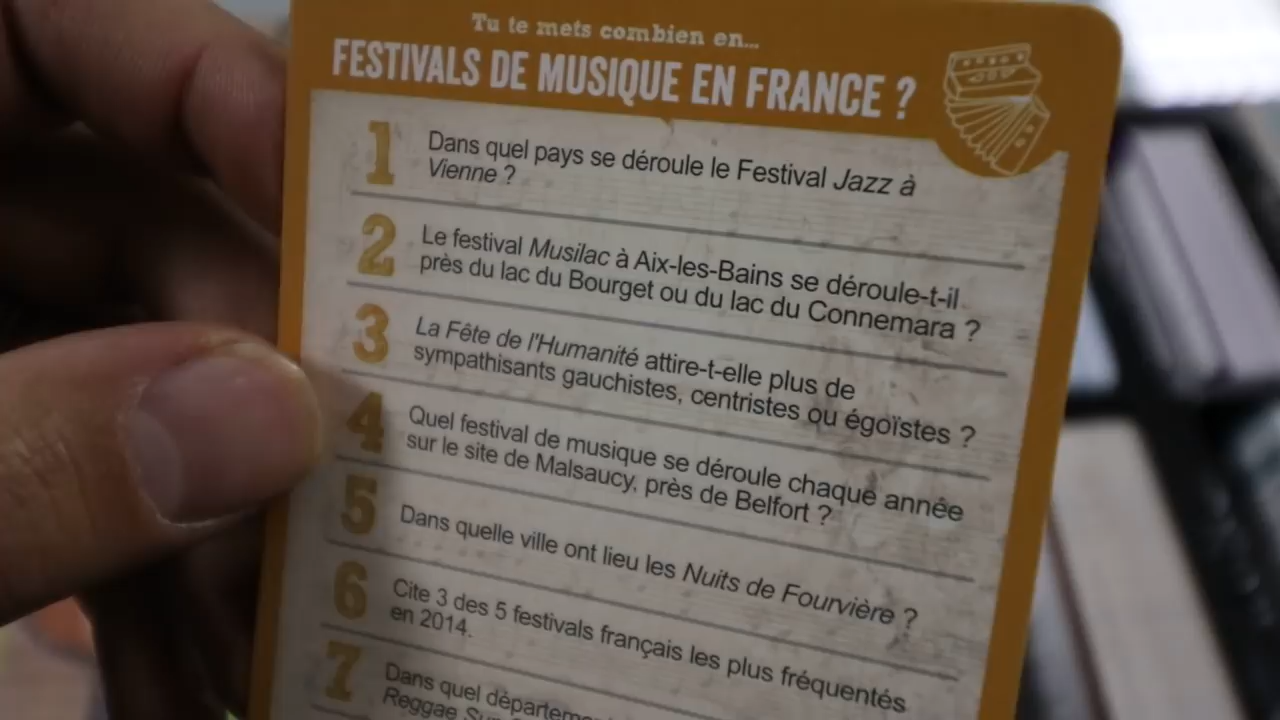 Tu te mets combien en...
FESTIVALS DE MUSIQUE EN FRANCE ?
1 Dans quel pays se déroule le Festival Jazz à
Vienne ?
2 Le festival Musilac à Aix-les-Bains se déroule-t-il
près du lac du Bourget ou du lac du Connemara ?
3 La Fête de l'Humanité attire-t-elle plus de
sympathisants gauchistes, centristes ou égoïstes ?
4 Quel festival de musique se déroule chaque année
sur le site de Malsaucy, près de Belfort ?
5 Dans quelle ville ont lieu les Nuits de Fourvière ?
6 Cite 3 des 5 festivals français les plus fréquentés
en 2014.
7 Dans quel
Reggae